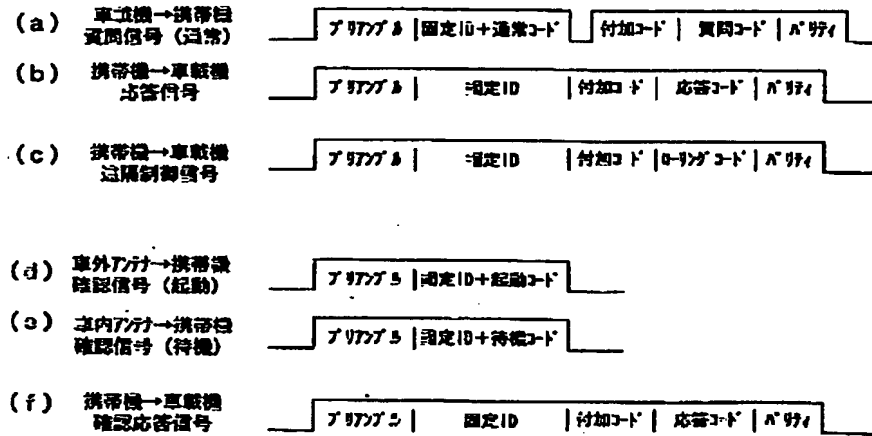 (a) 車載機→携帯機
質問信号 (通常)
プリアンブル | 固定ID+通常コード 付加コード | 質問コード | パリティ
(b) 携帯機→車載機
応答信号
プリアンブル | 固定ID | 付加コード | 応答コード | パリティ
(c) 携帯機→車載機
遠隔制御信号
プリアンブル | 固定ID | 付加コード | ローリングコード | パリティ
(d) 車外アンテナ→携帯機
確認信号 (起動)
プリアンブル | 固定ID+起動コード
(e) 車内アンテナ→携帯機
確認信号 (待機)
プリアンブル | 固定ID+待機コード
(f) 携帯機→車載機
確認応答信号
プリアンブル | 固定ID | 付加コード | 応答コード | パリティ